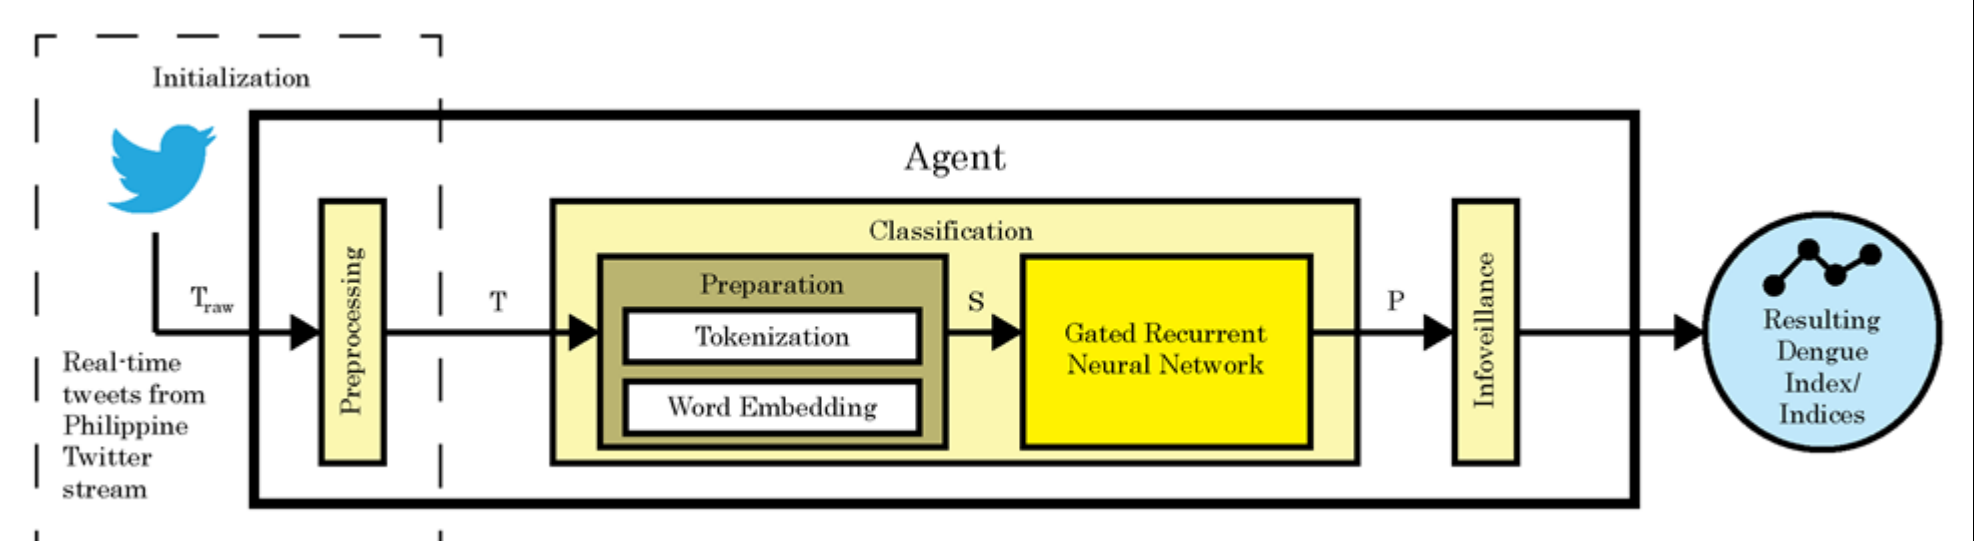 Initialization
Agent
Classification
Preparation
T
raw
T
S
P
Preprocessing
Tokenization
Word Embedding
Gated Recurrent
Neural Network
Infoveillance
Real-time
tweets from
Philippine
Twitter
stream
Resulting
Dengue
Index/
Indices